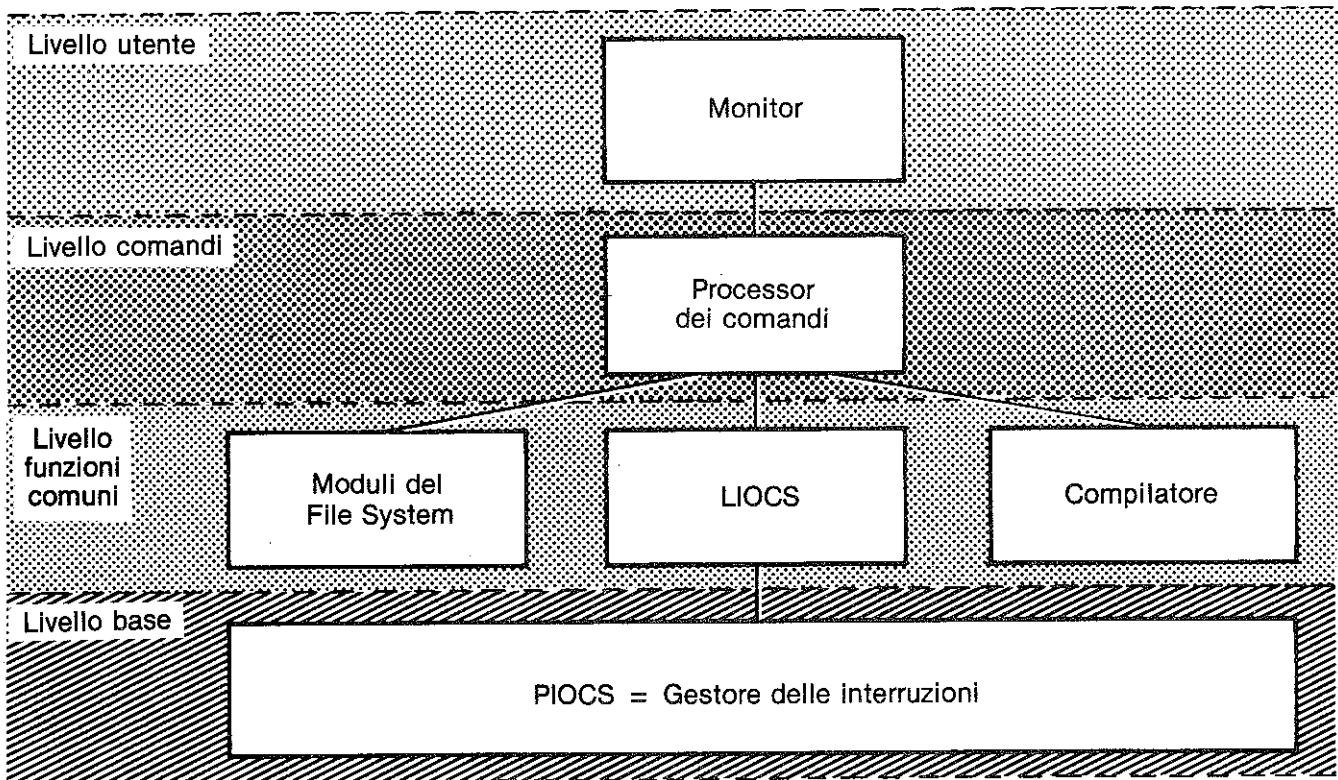 Livello utente
Monitor
Livello comandi
Processor
dei comandi
Livello
funzioni
comuni
Moduli del
File System
LIOCS
Compilatore
Livello base
PIOCS = Gestore delle interruzioni